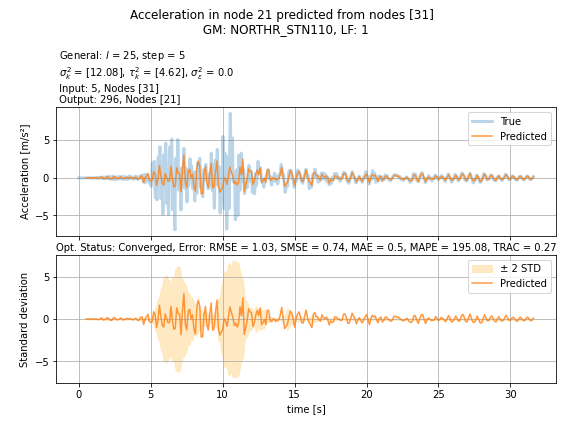 Acceleration in node 21 predicted from nodes [31]
GM: NORTHR_STN110, LF: 1
General: l = 25, step = 5
σ²ₖ = [12.08], τ²ₖ = [4.62], σ²ε = 0.0
Input: 5, Nodes [31]
Output: 296, Nodes [21]
Acceleration [m/s²]
5
0
−5
True
Predicted
Opt. Status: Converged, Error: RMSE = 1.03, SMSE = 0.74, MAE = 0.5, MAPE = 195.08, TRAC = 0.27
Standard deviation
5
0
−5
± 2 STD
Predicted
0 5 10 15 20 25 30
time [s]